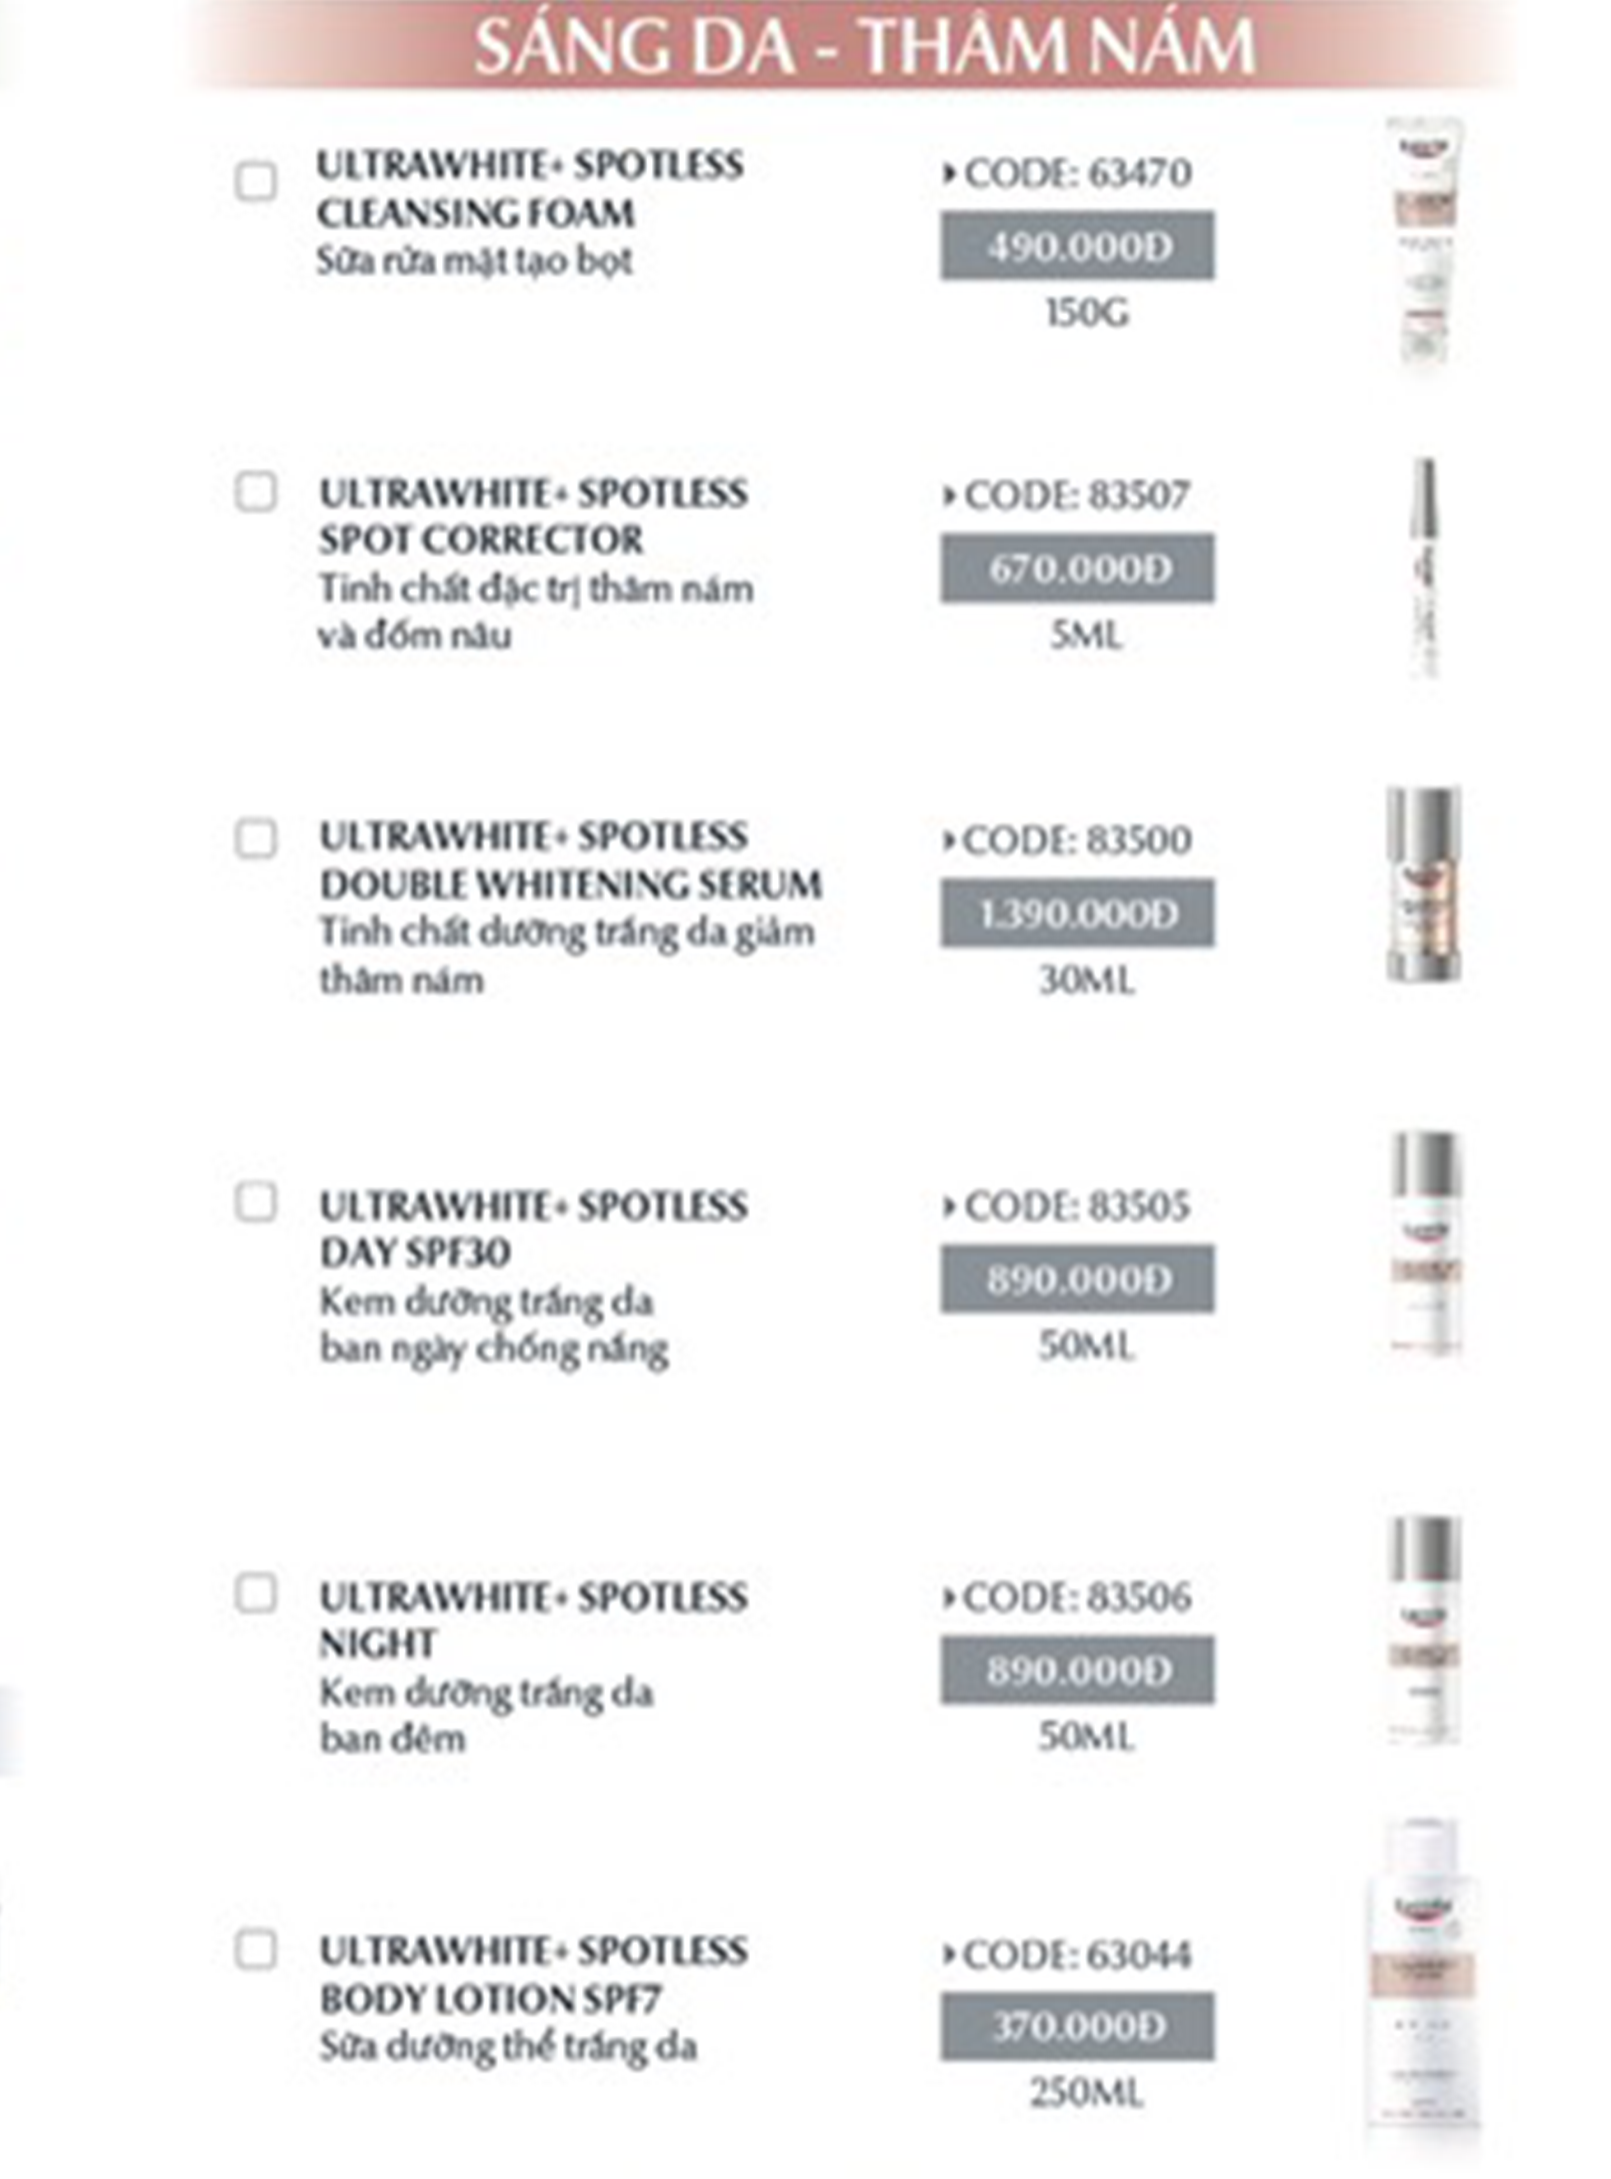 SÁNG DA - THÂM NÁM
ULTRAWHITE+ SPOTLESS
CLEANSING FOAM
Sữa rửa mặt tạo bọt
CODE: 63470
490.000Đ
150G
ULTRAWHITE+ SPOTLESS
SPOT CORRECTOR
Tinh chất đặc trị thâm nám
và đốm nâu
CODE: 83507
670.000Đ
5ML
ULTRAWHITE+ SPOTLESS
DOUBLE WHITENING SERUM
Tinh chất dưỡng trắng da giảm
thâm nám
CODE: 83500
1.390.000Đ
30ML
ULTRAWHITE+ SPOTLESS
DAY SPF30
Kem dưỡng trắng da
ban ngày chống nắng
CODE: 83505
890.000Đ
50ML
ULTRAWHITE+ SPOTLESS
NIGHT
Kem dưỡng trắng da
ban đêm
CODE: 83506
890.000Đ
50ML
ULTRAWHITE+ SPOTLESS
BODY LOTION SPF7
Sữa dưỡng thể trắng da
CODE: 63044
370.000Đ
250ML